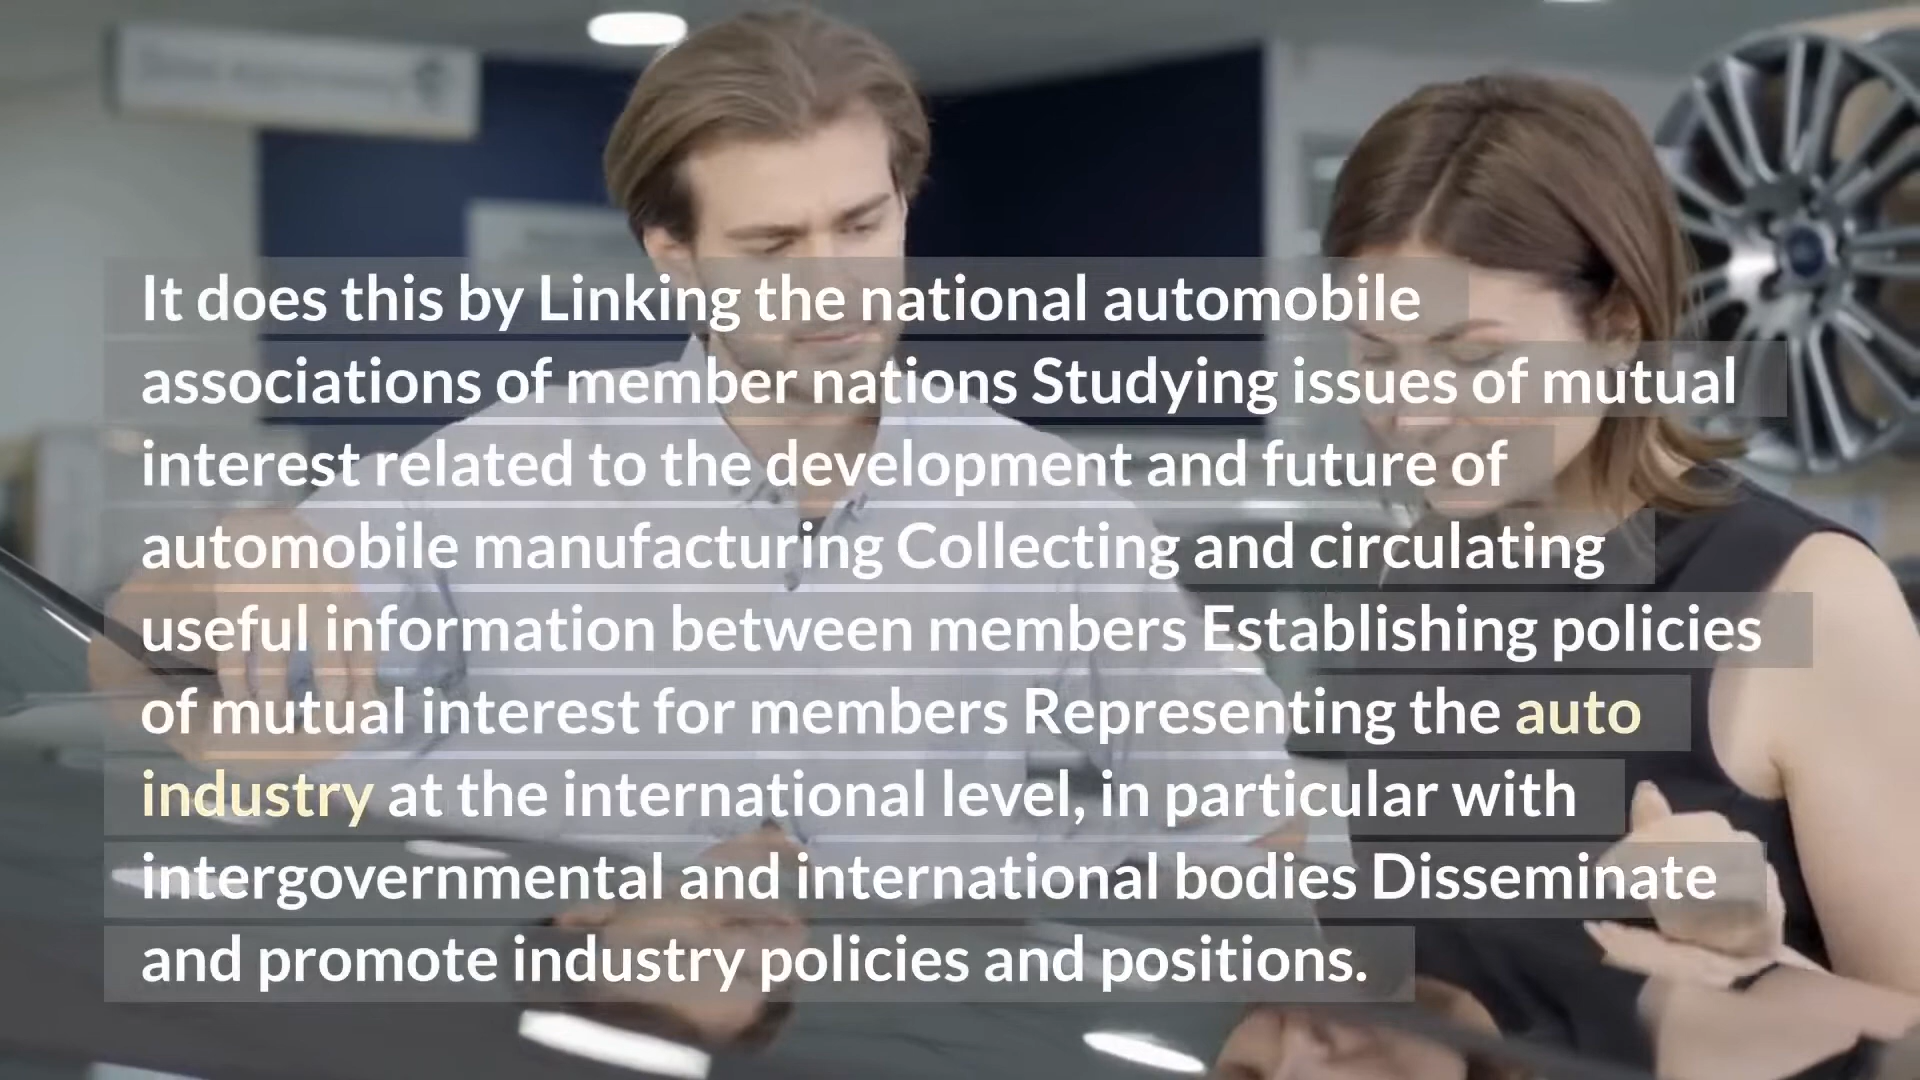 It does this by Linking the national automobile
associations of member nations Studying issues of mutual
interest related to the development and future of
automobile manufacturing Collecting and circulating
useful information between members Establishing policies
of mutual interest for members Representing the auto
industry at the international level, in particular with
intergovernmental and international bodies Disseminate
and promote industry policies and positions.